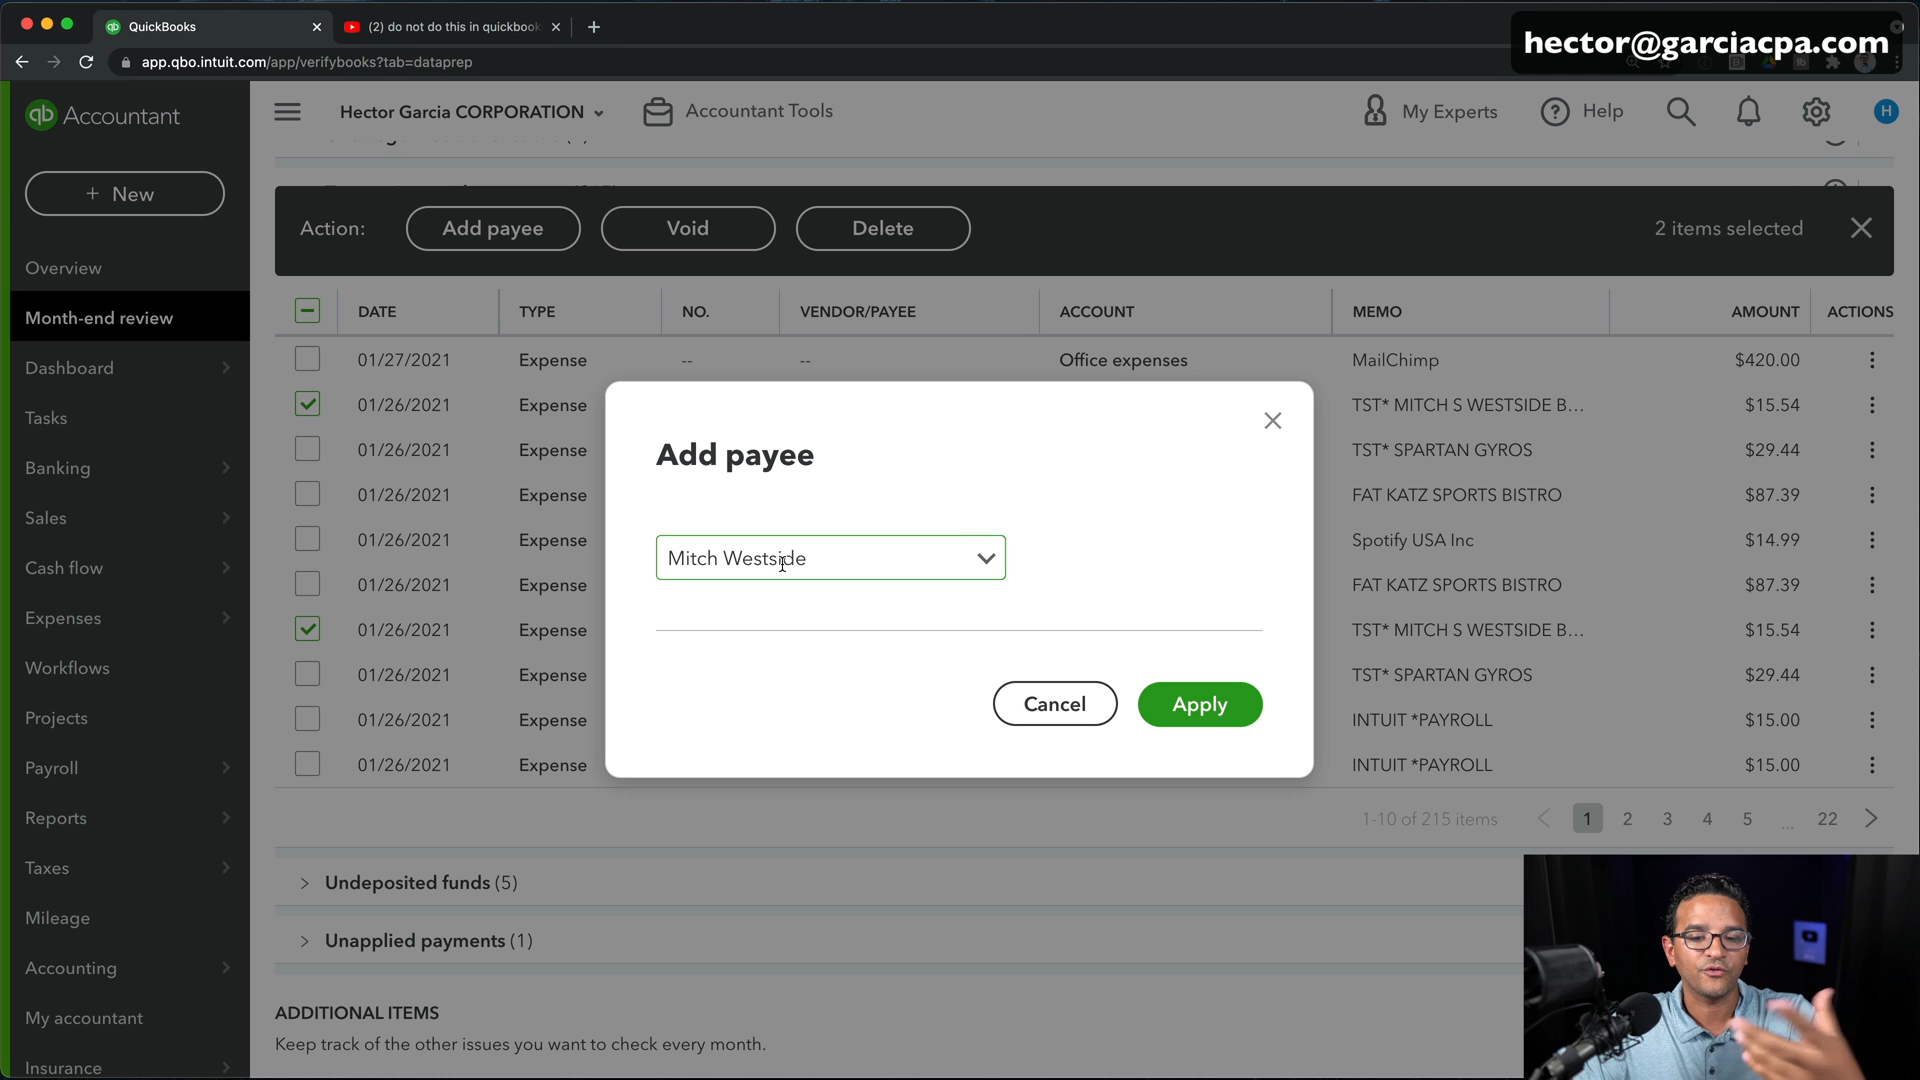 QuickBooks
(2) do not do this in quickbook
hector@garciacpa.com
app.qbo.intuit.com/app/verifybooks?tab=dataprep
qb Accountant
Hector Garcia CORPORATION
Accountant Tools
My Experts
Help
H
+ New
Action:
Add payee
Void
Delete
2 items selected
Overview
Month-end review
Dashboard
Tasks
Banking
Sales
Cash flow
Expenses
Workflows
Projects
Payroll
Reports
Taxes
Mileage
Accounting
My accountant
Insurance
DATE TYPE NO. VENDOR/PAYEE ACCOUNT MEMO AMOUNT ACTIONS
01/27/2021 Expense -- -- Office expenses MailChimp $420.00
01/26/2021 Expense TST* MITCH S WESTSIDE B... $15.54
01/26/2021 Expense TST* SPARTAN GYROS $29.44
01/26/2021 Expense FAT KATZ SPORTS BISTRO $87.39
01/26/2021 Expense Spotify USA Inc $14.99
01/26/2021 Expense FAT KATZ SPORTS BISTRO $87.39
01/26/2021 Expense TST* MITCH S WESTSIDE B... $15.54
01/26/2021 Expense TST* SPARTAN GYROS $29.44
01/26/2021 Expense INTUIT *PAYROLL $15.00
01/26/2021 Expense INTUIT *PAYROLL $15.00
Add payee
Mitch Westside
Cancel
Apply
1-10 of 215 items
1 2 3 4 5 ... 22
Undeposited funds (5)
Unapplied payments (1)
ADDITIONAL ITEMS
Keep track of the other issues you want to check every month.